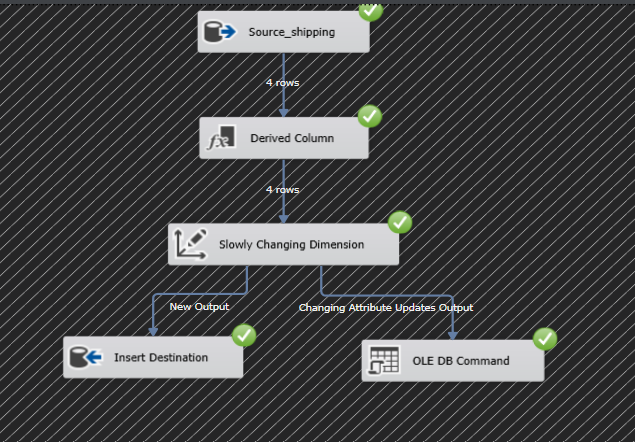 Source_shipping
4 rows
fx
Derived Column
4 rows
Slowly Changing Dimension
New Output
Changing Attribute Updates Output
Insert Destination
OLE DB Command